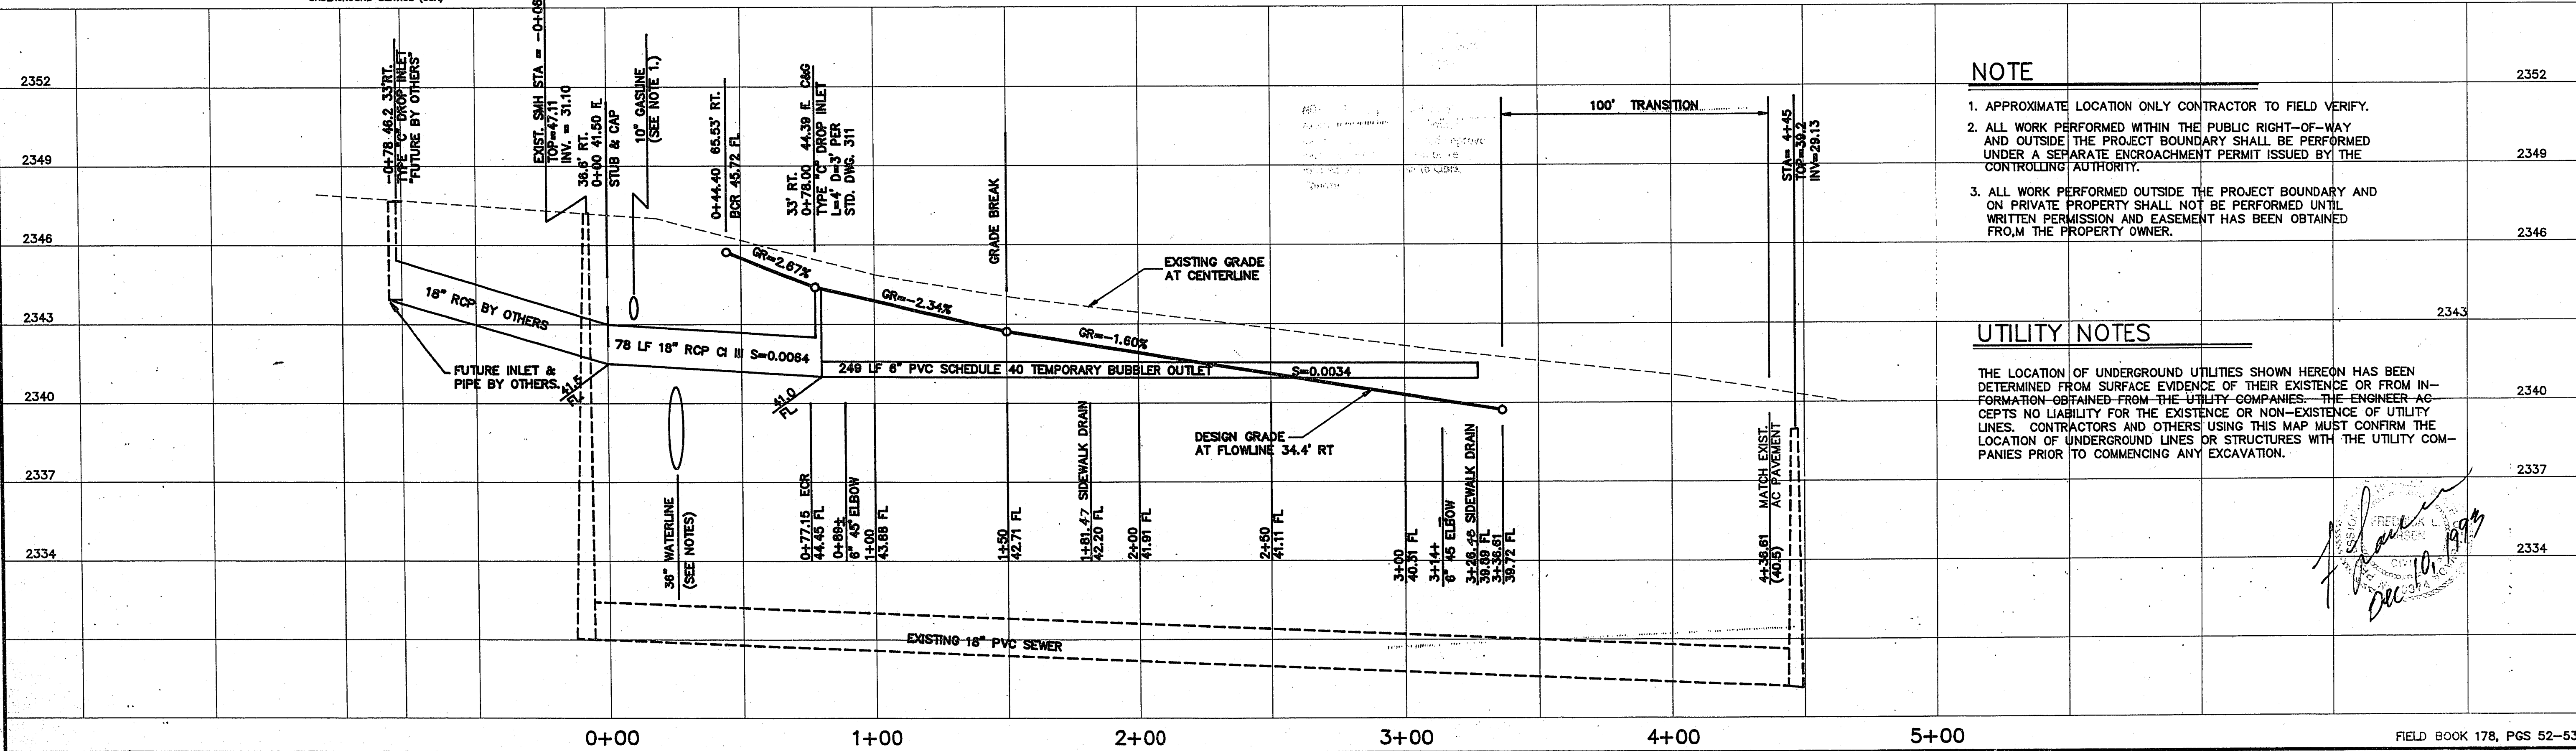 2352
2349
2346
2343
2340
2337
2334
-0+78 46.2 33'RT.
TYPE "C" DROP INLET
"FUTURE BY OTHERS"
TOP=47.11
INV. = 31.10
36.6' RT.
0+00 41.50 FL
STUB & CAP
10" GASLINE
(SEE NOTE 1.)
0+44.40 65.53' RT.
BCR 45.72 FL
33' RT.
0+78.00 44.39 fl. C&G
TYPE "C" DROP INLET
L=4' D=3' PER
STD. DWG. 311
GRADE BREAK
100' TRANSITION
STA= 4+45
TOP=39.2
INV=29.13
GR=2.67%
GR=-2.34%
GR=-1.60%
EXISTING GRADE
AT CENTERLINE
18" RCP BY OTHERS
78 LF 18" RCP Cl III S=0.0064
249 LF 6" PVC SCHEDULE 40 TEMPORARY BUBBLER OUTLET S=0.0034
FUTURE INLET &
PIPE BY OTHERS.
41.5
FL
41.0
FL
DESIGN GRADE
AT FLOWLINE 34.4' RT
36" WATERLINE
(SEE NOTES)
0+77.15 ECR
44.45 FL
0+89±
6" 45° ELBOW
1+00
43.88 FL
1+50
42.71 FL
1+81.47 SIDEWALK DRAIN
42.20 FL
2+00
41.91 FL
2+50
41.11 FL
3+00
40.31 FL
3+14±
6" 45 ELBOW
3+26.48 SIDEWALK DRAIN
39.89 FL
3+36.61
39.72 FL
4+36.61 MATCH EXIST.
(40.5) AC PAVEMENT
EXISTING 18" PVC SEWER
0+00
1+00
2+00
3+00
4+00
5+00
NOTE
1. APPROXIMATE LOCATION ONLY CONTRACTOR TO FIELD VERIFY.
2. ALL WORK PERFORMED WITHIN THE PUBLIC RIGHT-OF-WAY
AND OUTSIDE THE PROJECT BOUNDARY SHALL BE PERFORMED
UNDER A SEPARATE ENCROACHMENT PERMIT ISSUED BY THE
CONTROLLING AUTHORITY.
3. ALL WORK PERFORMED OUTSIDE THE PROJECT BOUNDARY AND
ON PRIVATE PROPERTY SHALL NOT BE PERFORMED UNTIL
WRITTEN PERMISSION AND EASEMENT HAS BEEN OBTAINED
FRO,M THE PROPERTY OWNER.
UTILITY NOTES
THE LOCATION OF UNDERGROUND UTILITIES SHOWN HEREON HAS BEEN
DETERMINED FROM SURFACE EVIDENCE OF THEIR EXISTENCE OR FROM IN-
FORMATION OBTAINED FROM THE UTILITY COMPANIES. THE ENGINEER AC-
CEPTS NO LIABILITY FOR THE EXISTENCE OR NON-EXISTENCE OF UTILITY
LINES. CONTRACTORS AND OTHERS USING THIS MAP MUST CONFIRM THE
LOCATION OF UNDERGROUND LINES OR STRUCTURES WITH THE UTILITY COM-
PANIES PRIOR TO COMMENCING ANY EXCAVATION.
2352
2349
2346
2343
2340
2337
2334
Dec 10, 1993
FIELD BOOK 178, PGS 52-53